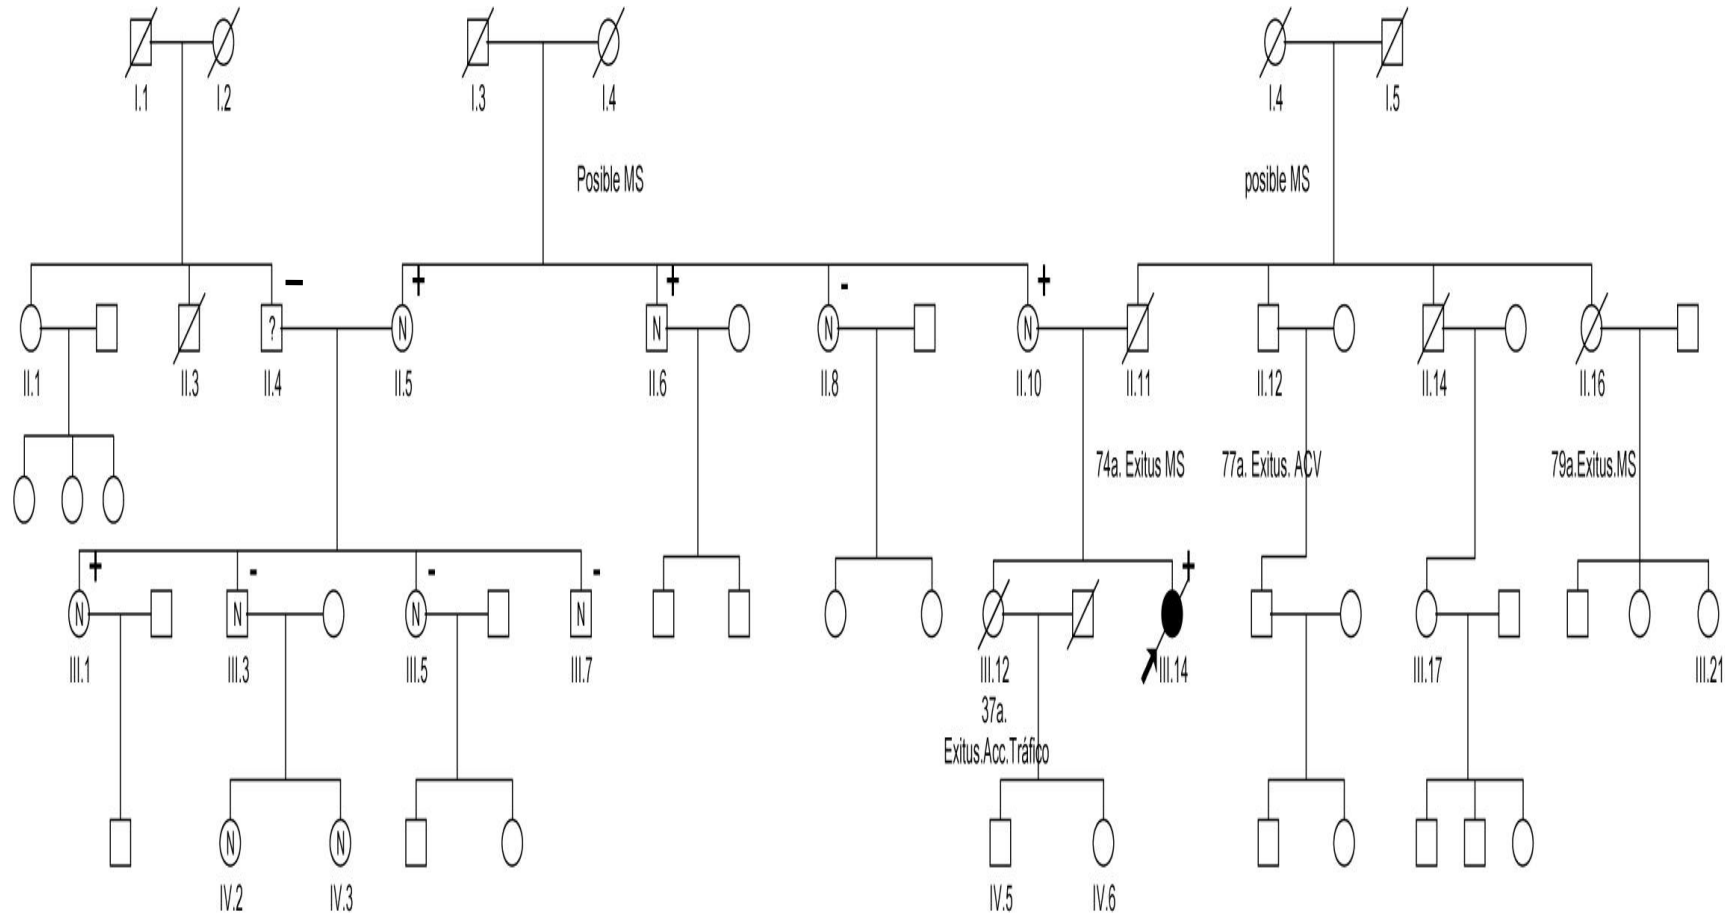 I.1 I.2 I.3 I.4 I.4 I.5
Posible MS posible MS
− + + - +
? N N N N
II.1 II.3 II.4 II.5 II.6 II.8 II.10 II.11 II.12 II.14 II.16
74a. Exitus MS 77a. Exitus. ACV 79a.Exitus.MS
+ - - - +
N N N N
III.1 III.3 III.5 III.7 III.12 III.14 III.17 III.21
37a.
Exitus.Acc.Tráfico
N N
IV.2 IV.3 IV.5 IV.6